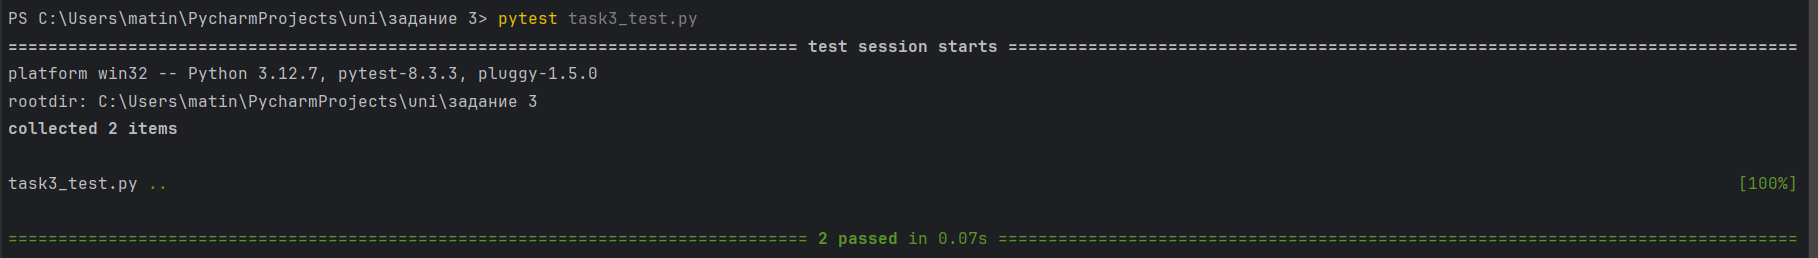 PS C:\Users\matin\PycharmProjects\uni\задание 3> pytest task3_test.py
=============================================================================== test session starts ===============================================================================
platform win32 -- Python 3.12.7, pytest-8.3.3, pluggy-1.5.0
rootdir: C:\Users\matin\PycharmProjects\uni\задание 3
collected 2 items
task3_test.py .. [100%]
================================================================================ 2 passed in 0.07s ================================================================================